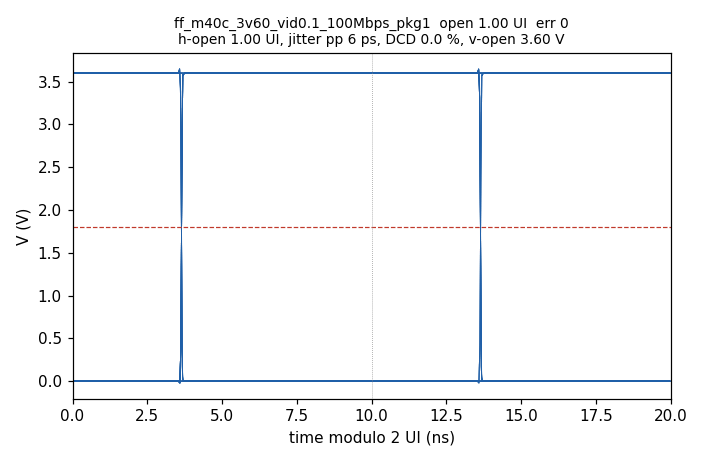 ff_m40c_3v60_vid0.1_100Mbps_pkg1  open 1.00 UI  err 0
h-open 1.00 UI, jitter pp 6 ps, DCD 0.0 %, v-open 3.60 V
3.5
3.0
2.5
2.0
1.5
1.0
0.5
0.0
V (V)
0.0 2.5 5.0 7.5 10.0 12.5 15.0 17.5 20.0
time modulo 2 UI (ns)